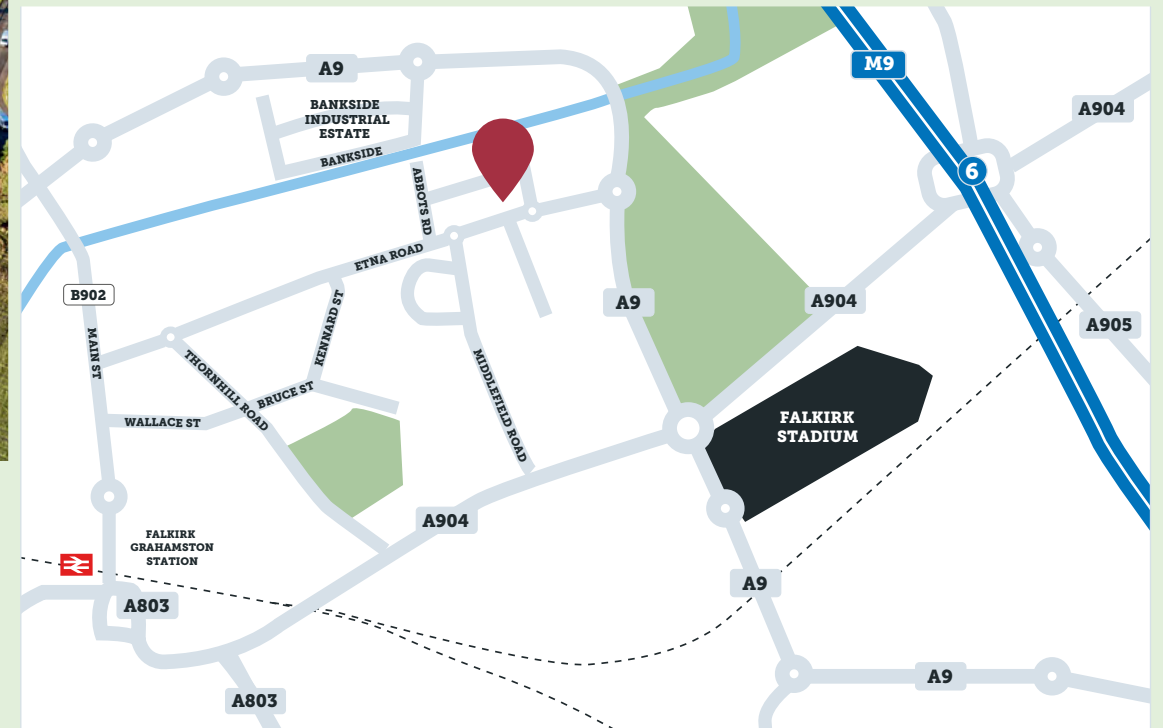 M9
A9
A904
BANKSIDE
INDUSTRIAL
ESTATE
BANKSIDE
6
ABBOTS RD
ETNA ROAD
B902
A9
A904
A905
KENNARD ST
MAIN ST
THORNHILL ROAD
MIDDLEFIELD ROAD
BRUCE ST
WALLACE ST
FALKIRK
STADIUM
A904
FALKIRK
GRAHAMSTON
STATION
A9
A803
A9
A803